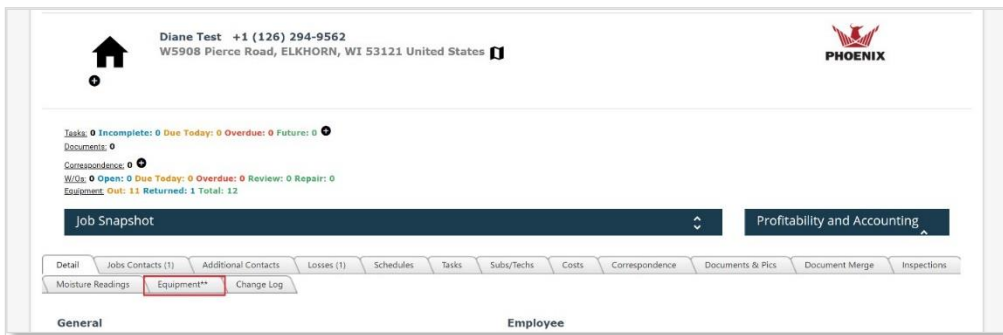 Diane Test +1 (126) 294-9562
W5908 Pierce Road, ELKHORN, WI 53121 United States
PHOENIX
Tasks: 0 Incomplete: 0 Due Today: 0 Overdue: 0 Future: 0
Documents: 0
Correspondence: 0
W/Os: 0 Open: 0 Due Today: 0 Overdue: 0 Review: 0 Repair: 0
Equipment: Out: 11 Returned: 1 Total: 12
Job Snapshot Profitability and Accounting
Detail Jobs Contacts (1) Additional Contacts Losses (1) Schedules Tasks Subs/Techs Costs Correspondence Documents & Pics Document Merge Inspections
Moisture Readings Equipment** Change Log
General Employee